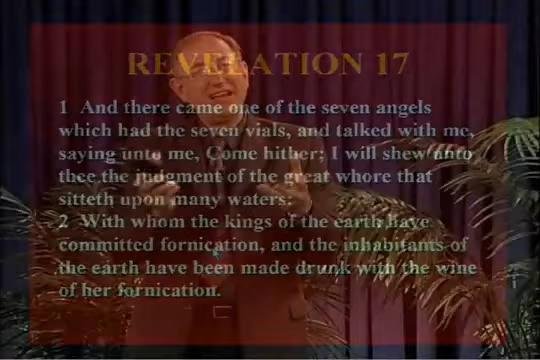 REVELATION 17
1 And there came one of the seven angels
which had the seven vials, and talked with me,
saying unto me, Come hither; I will shew unto
thee the judgment of the great whore that
sitteth upon many waters:
2 With whom the kings of the earth have
committed fornication, and the inhabitants of
the earth have been made drunk with the wine
of her fornication.